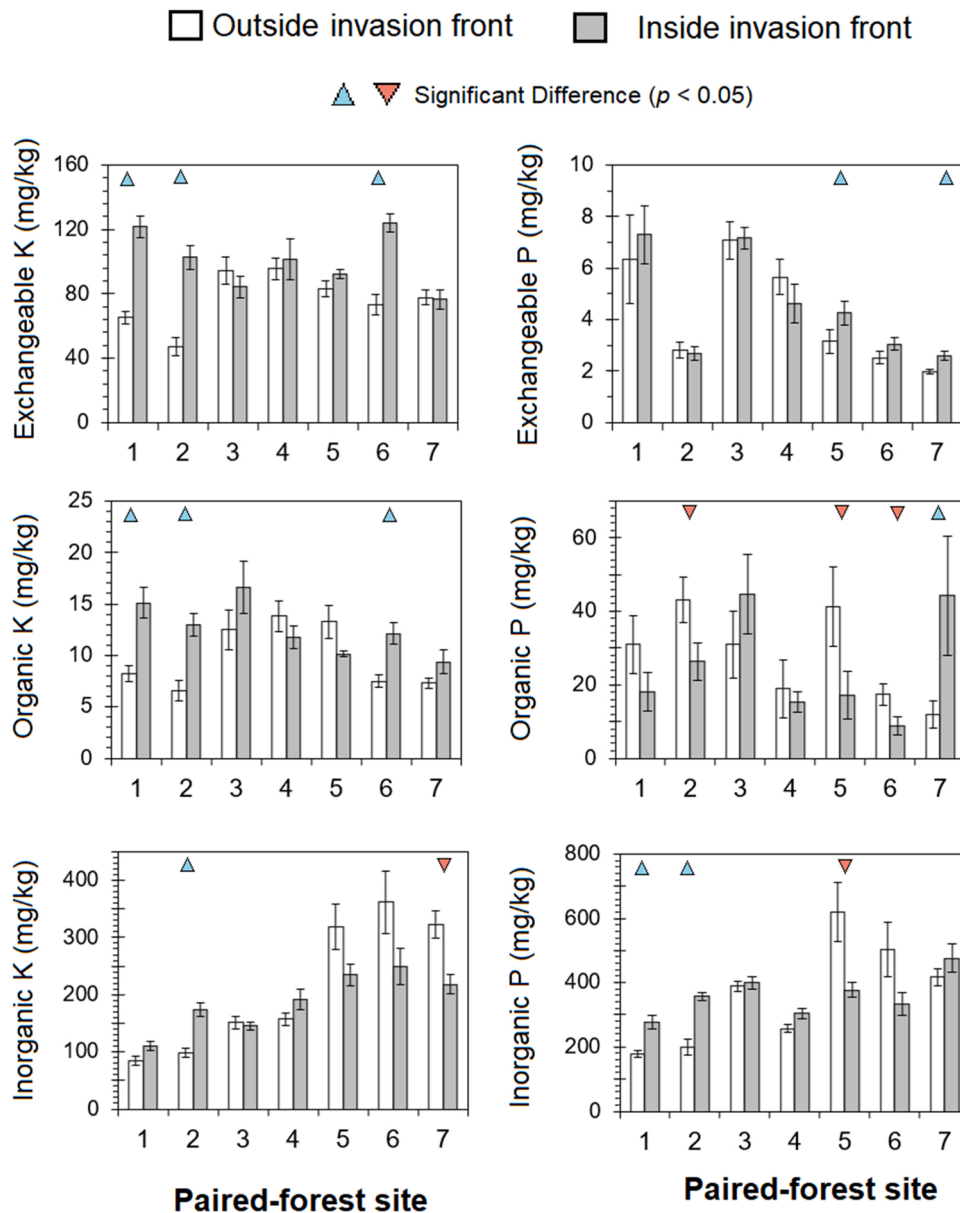 Outside invasion front Inside invasion front
Significant Difference (p < 0.05)
Exchangeable K (mg/kg)
160
120
80
40
0
1 2 3 4 5 6 7
Exchangeable P (mg/kg)
10
8
6
4
2
0
1 2 3 4 5 6 7
Organic K (mg/kg)
25
20
15
10
5
0
1 2 3 4 5 6 7
Organic P (mg/kg)
60
40
20
0
1 2 3 4 5 6 7
Inorganic K (mg/kg)
400
300
200
100
0
1 2 3 4 5 6 7
Paired-forest site
Inorganic P (mg/kg)
800
600
400
200
0
1 2 3 4 5 6 7
Paired-forest site